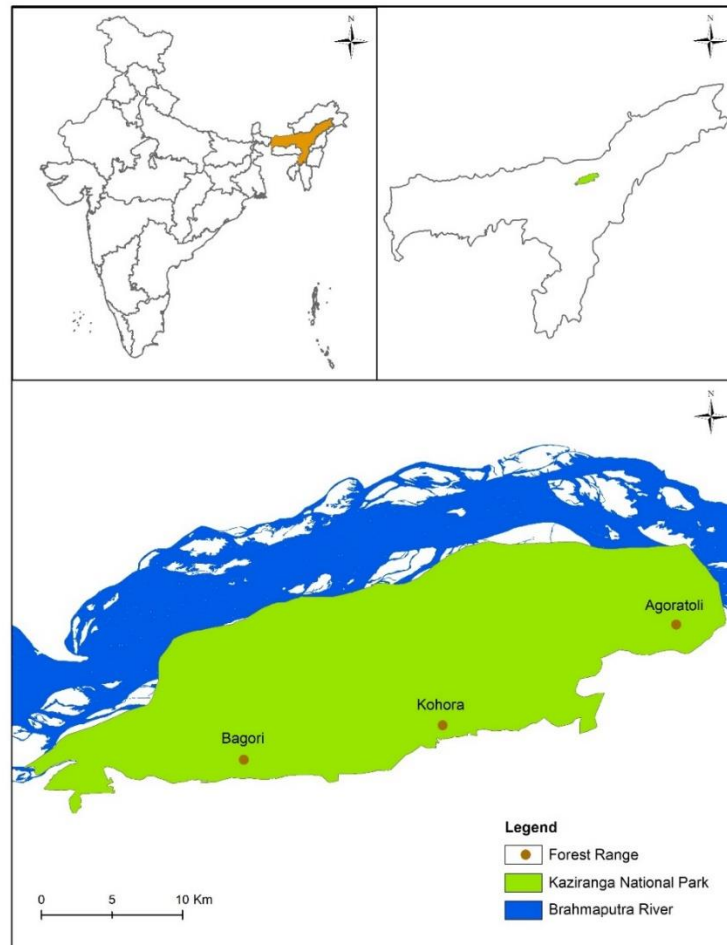 N
N
N
Agoratoli
Kohora
Bagori
Legend
Forest Range
Kaziranga National Park
Brahmaputra River
0 5 10 Km